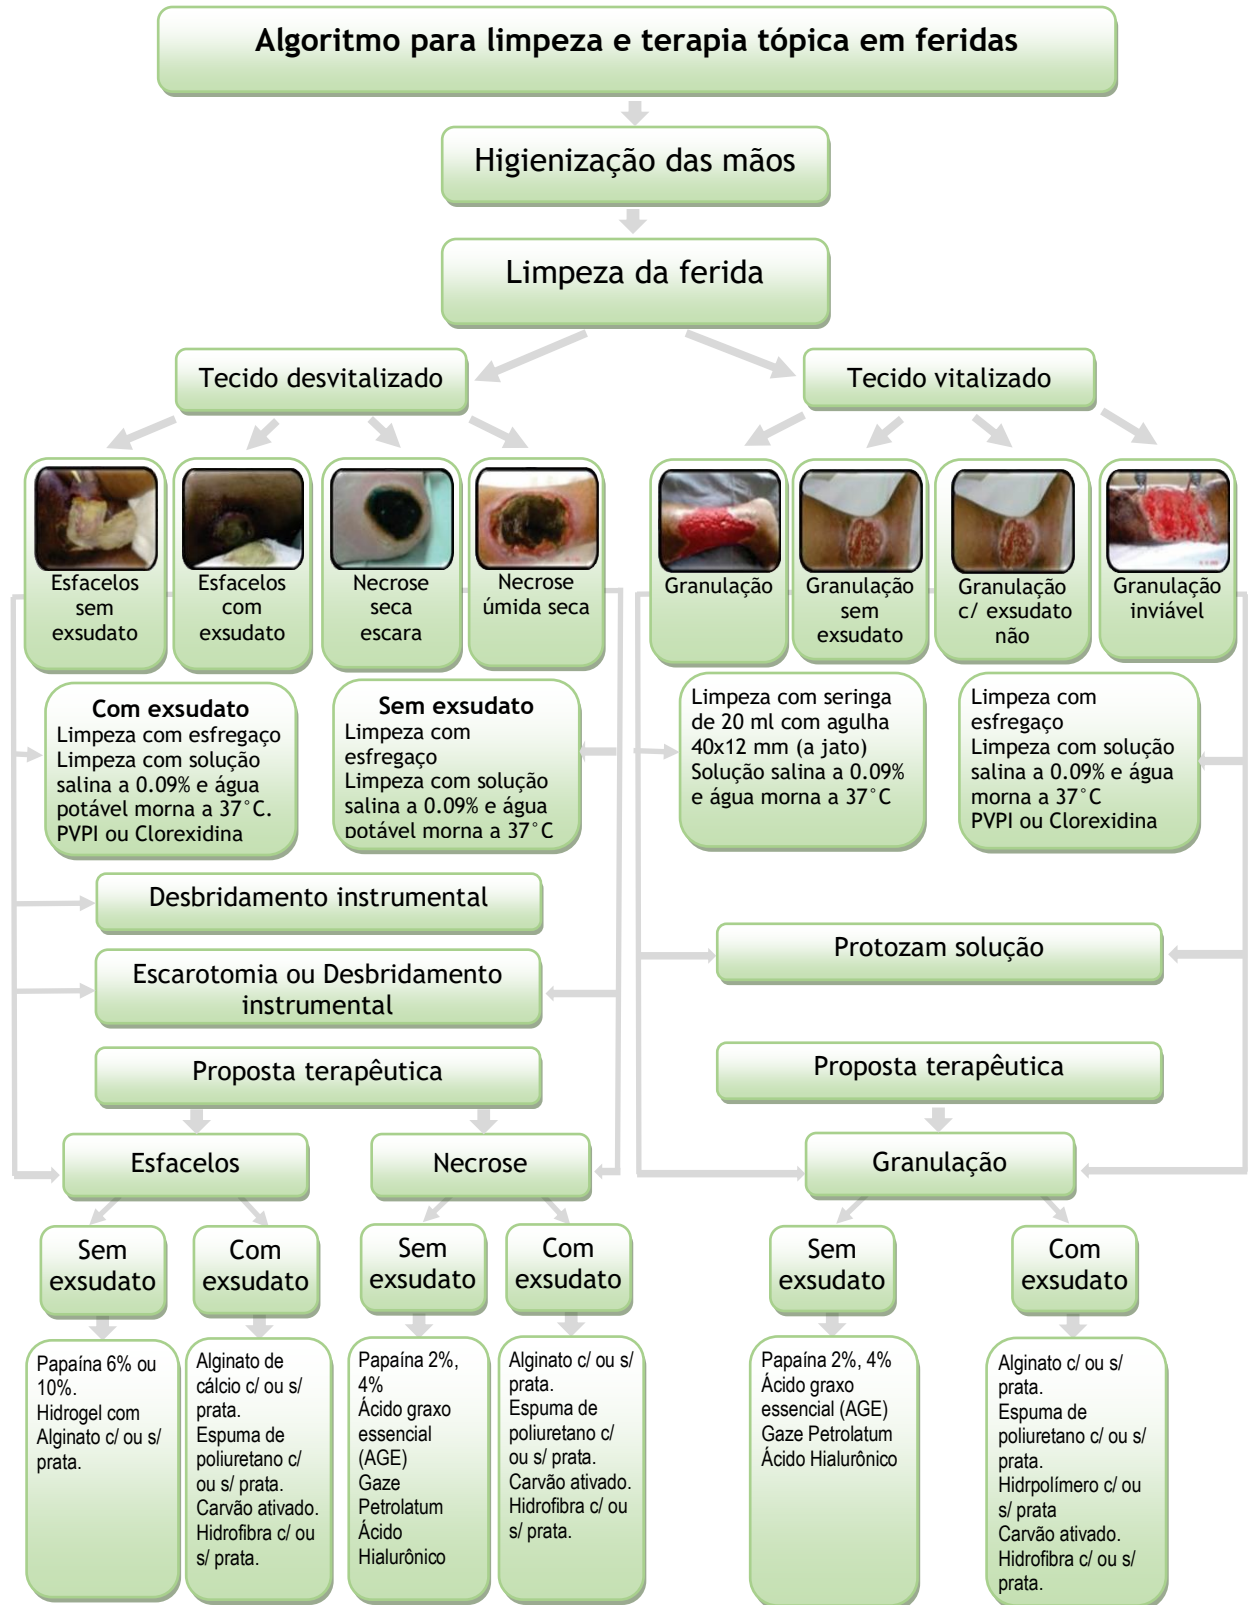 Algoritmo para limpeza e terapia tópica em feridas
Higienização das mãos
Limpeza da ferida
Tecido desvitalizado
Tecido vitalizado
Esfacelos
sem
exsudato
Esfacelos
com
exsudato
Necrose
seca
escara
Necrose
úmida seca
Granulação
Granulação
sem
exsudato
Granulação
c/ exsudato
não
Granulação
inviável
Com exsudato
Limpeza com esfregaço
Limpeza com solução
salina a 0.09% e água
potável morna a 37°C.
PVPI ou Clorexidina
Sem exsudato
Limpeza com
esfregaço
Limpeza com solução
salina a 0.09% e água
potável morna a 37°C
Limpeza com seringa
de 20 ml com agulha
40x12 mm (a jato)
Solução salina a 0.09%
e água morna a 37°C
Limpeza com
esfregaço
Limpeza com solução
salina a 0.09% e água
morna a 37°C
PVPI ou Clorexidina
Desbridamento instrumental
Escarotomia ou Desbridamento
instrumental
Protozam solução
Proposta terapêutica
Proposta terapêutica
Esfacelos
Necrose
Granulação
Sem
exsudato
Com
exsudato
Sem
exsudato
Com
exsudato
Sem
exsudato
Com
exsudato
Papaína 6% ou
10%.
Hidrogel com
Alginato c/ ou s/
prata.
Alginato de
cálcio c/ ou s/
prata.
Espuma de
poliuretano c/
ou s/ prata.
Carvão ativado.
Hidrofibra c/ ou
s/ prata.
Papaína 2%,
4%
Ácido graxo
essencial
(AGE)
Gaze
Petrolatum
Ácido
Hialurônico
Alginato c/ ou s/
prata.
Espuma de
poliuretano c/
ou s/ prata.
Carvão ativado.
Hidrofibra c/ ou
s/ prata.
Papaína 2%, 4%
Ácido graxo
essencial (AGE)
Gaze Petrolatum
Ácido Hialurônico
Alginato c/ ou s/
prata.
Espuma de
poliuretano c/ ou s/
prata.
Hidrpolímero c/ ou
s/ prata
Carvão ativado.
Hidrofibra c/ ou s/
prata.